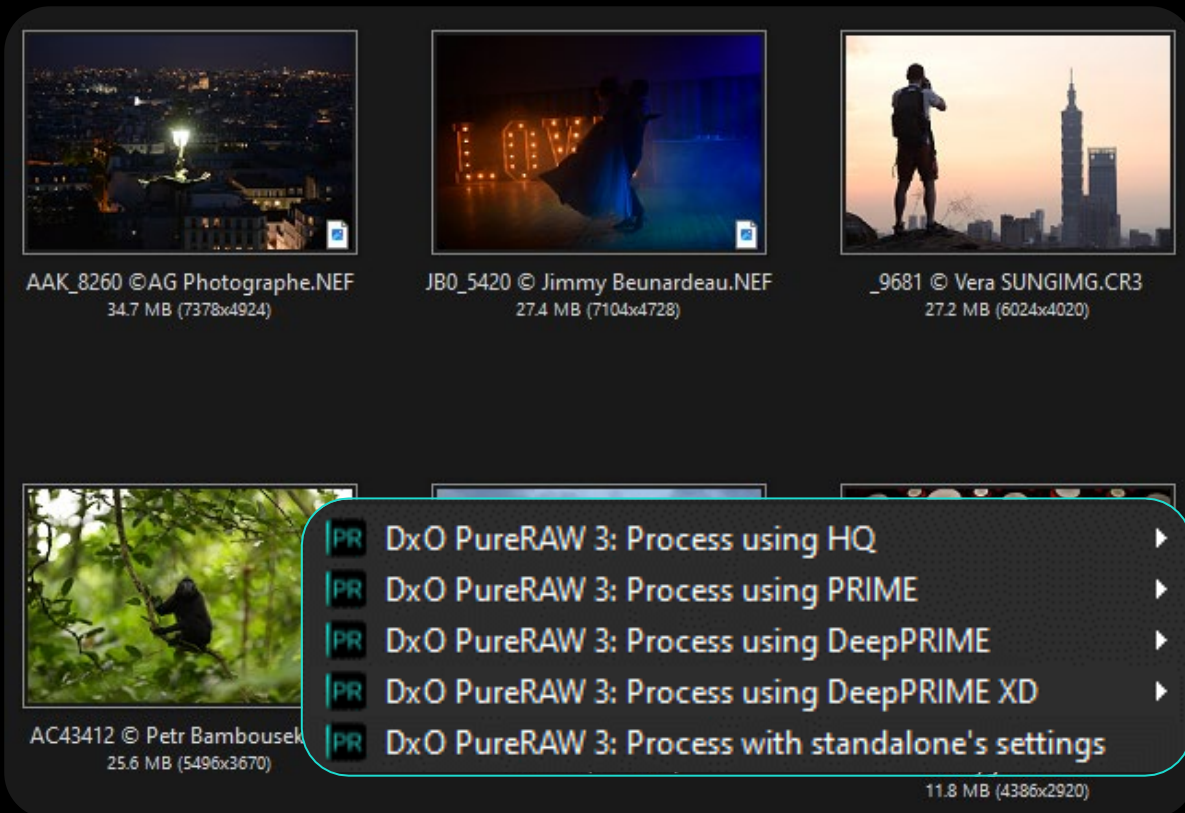 LOVE
AAK_8260 ©AG Photographe.NEF
34.7 MB (7378x4924)
JB0_5420 © Jimmy Beunardeau.NEF
27.4 MB (7104x4728)
_9681 © Vera SUNGIMG.CR3
27.2 MB (6024x4020)
PR DxO PureRAW 3: Process using HQ
PR DxO PureRAW 3: Process using PRIME
PR DxO PureRAW 3: Process using DeepPRIME
PR DxO PureRAW 3: Process using DeepPRIME XD
PR DxO PureRAW 3: Process with standalone's settings
AC43412 © Petr Bambousek
25.6 MB (5496x3670)
11.8 MB (4386x2920)